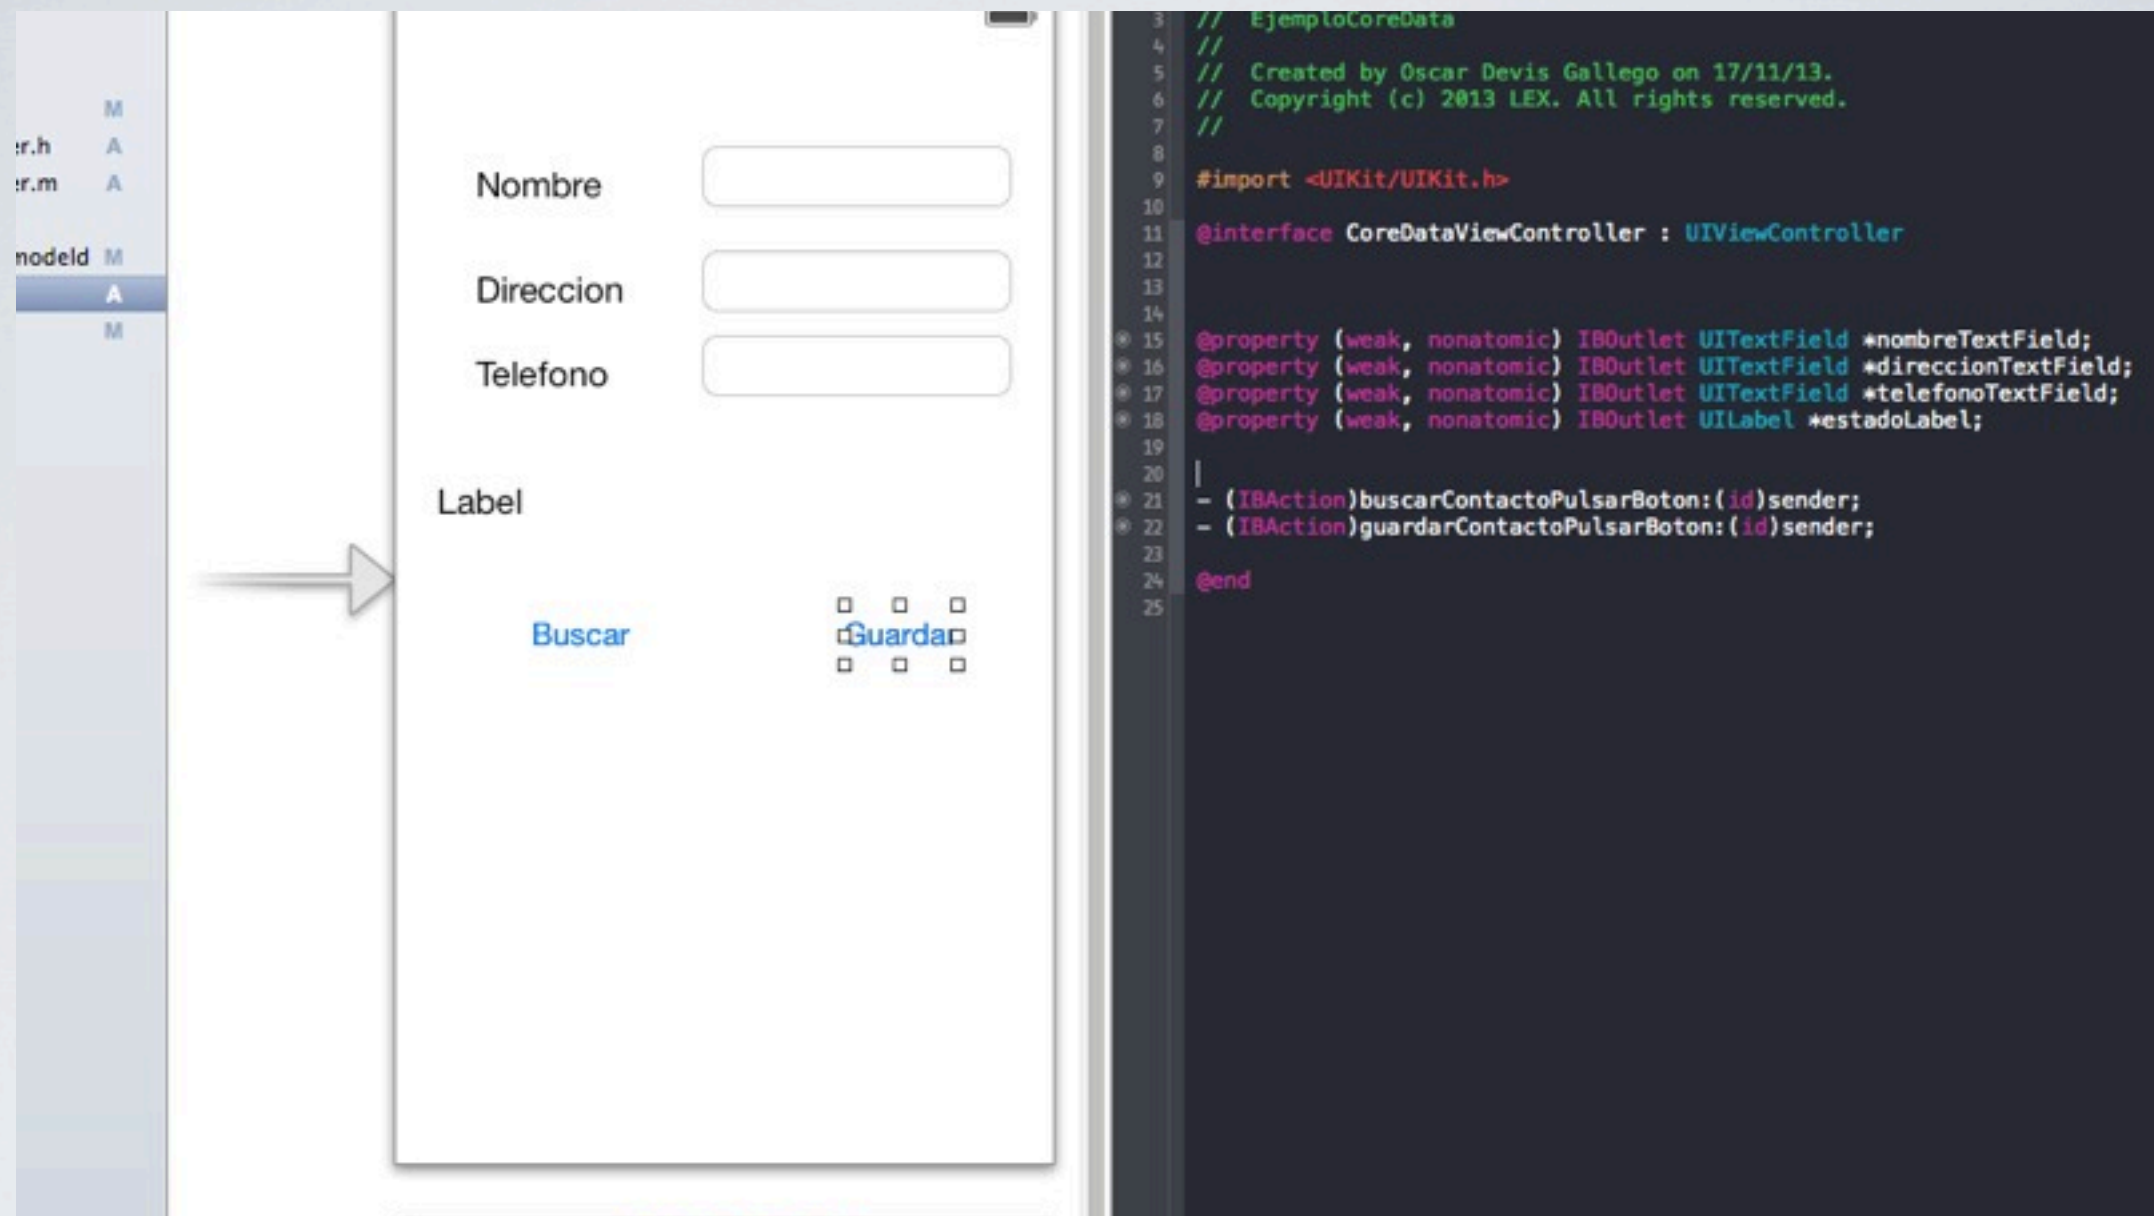 M
er.h A
er.m A
modeld M
A
M
Nombre
Direccion
Telefono
Label
Buscar
Guardar
3 // EjemploCoreData
4 //
5 // Created by Oscar Devis Gallego on 17/11/13.
6 // Copyright (c) 2013 LEX. All rights reserved.
7 //
8
9 #import <UIKit/UIKit.h>
10
11 @interface CoreDataViewController : UIViewController
12
13
14
15 @property (weak, nonatomic) IBOutlet UITextField *nombreTextField;
16 @property (weak, nonatomic) IBOutlet UITextField *direccionTextField;
17 @property (weak, nonatomic) IBOutlet UITextField *telefonoTextField;
18 @property (weak, nonatomic) IBOutlet UILabel *estadoLabel;
19
20
21 - (IBAction)buscarContactoPulsarBoton:(id)sender;
22 - (IBAction)guardarContactoPulsarBoton:(id)sender;
23
24 @end
25